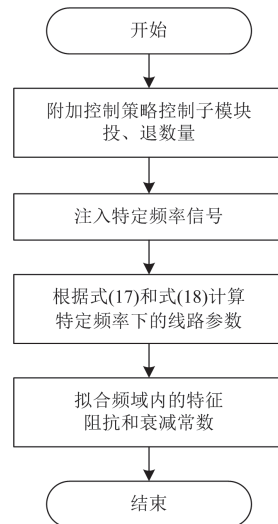 开始
附加控制策略控制子模块
投、退数量
注入特定频率信号
根据式(17)和式(18)计算
特定频率下的线路参数
拟合频域内的特征
阻抗和衰减常数
结束